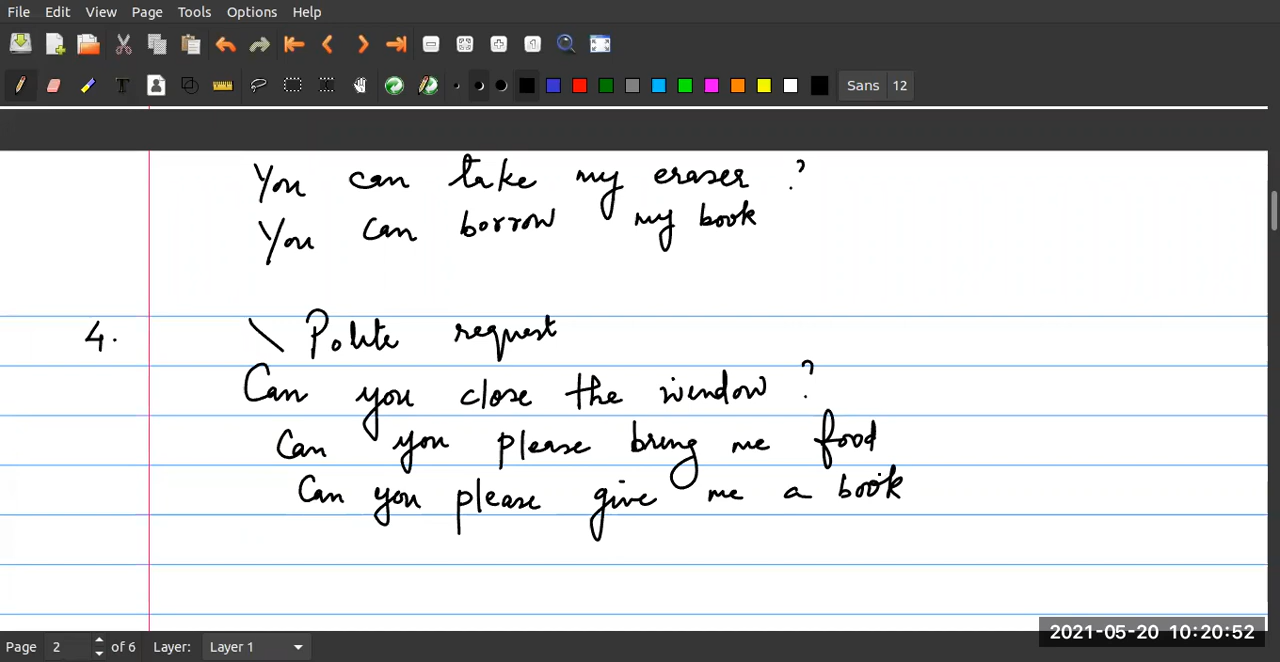 File Edit View Page Tools Options Help
Sans 12
You can take my eraser ?
You can borrow my book
4. \ Polite request
Can you close the window ?
Can you please bring me food
Can you please give me a book
2021-05-20 10:20:52
Page 2 of 6 Layer: Layer 1